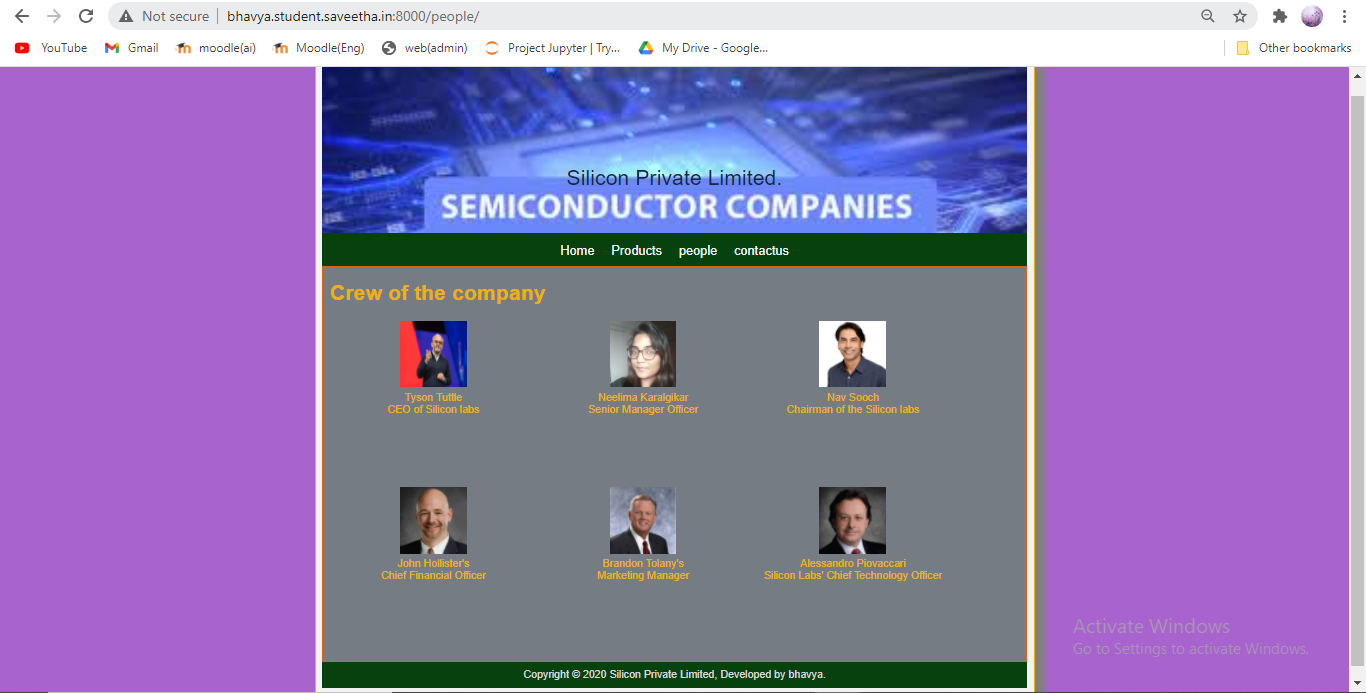 Not secure | bhavya.student.saveetha.in:8000/people/
YouTube Gmail moodle(ai) Moodle(Eng) web(admin) Project Jupyter | Try... My Drive - Google... Other bookmarks
Silicon Private Limited.
SEMICONDUCTOR COMPANIES
Home Products people contactus
Crew of the company
Tyson Tuttle
CEO of Silicon labs
Neelima Karalgikar
Senior Manager Officer
Nav Sooch
Chairman of the Silicon labs
John Hollister's
Chief Financial Officer
Brandon Tolany's
Marketing Manager
Alessandro Piovaccari
Silicon Labs' Chief Technology Officer
Activate Windows
Go to Settings to activate Windows.
Copyright © 2020 Silicon Private Limited, Developed by bhavya.